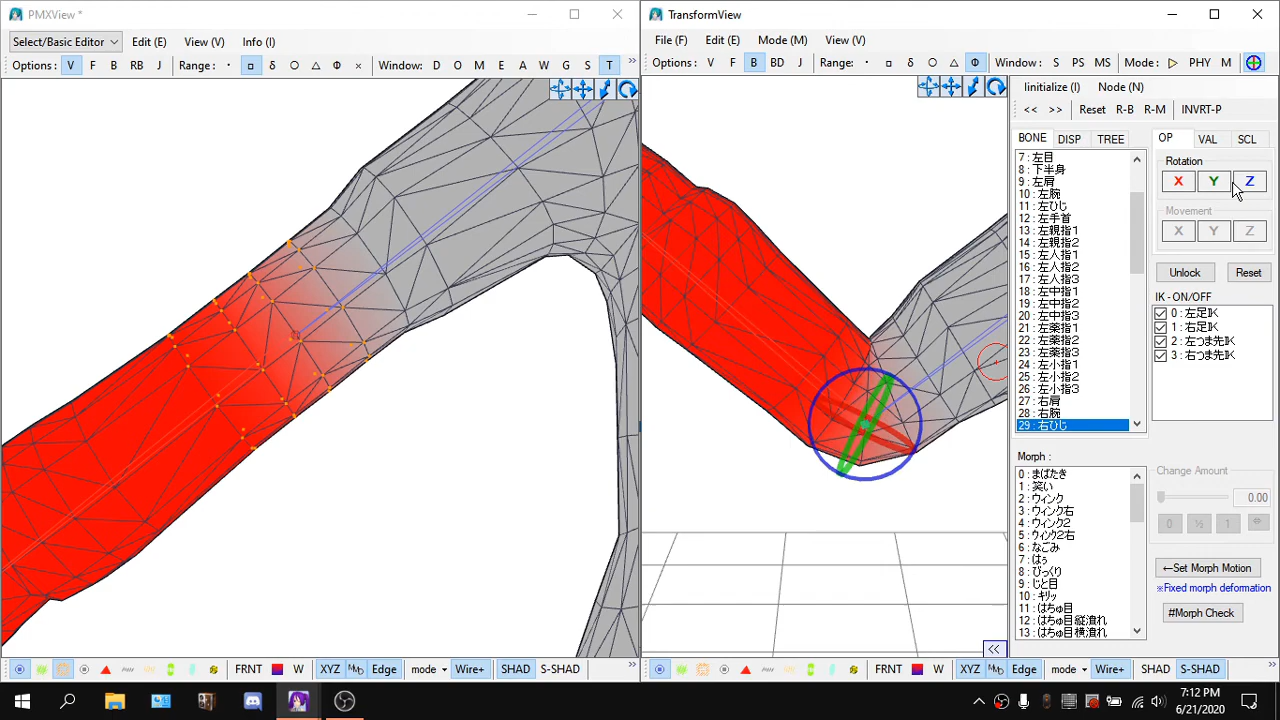 PMXView *
Select/Basic Editor
Edit (E)
View (V)
Info (I)
Options : V F B RB J Range : δ Φ × Window: D O M E A W G S T
TransformView
File (F)
Edit (E)
Mode (M)
View (V)
Options : V F B BD J Range : δ Φ Window : S PS MS Mode : PHY M
Iinitialize (I)
Node (N)
<< >> Reset R-B R-M INVRT-P
BONE DISP TREE
OP VAL SCL
7 : 左目
8 : 下半身
9 : 左肩
10 : 左腕
11 : 左ひじ
12 : 左手首
13 : 左親指1
14 : 左親指2
15 : 左人指1
16 : 左人指2
17 : 左人指3
18 : 左中指1
19 : 左中指2
20 : 左中指3
21 : 左薬指1
22 : 左薬指2
23 : 左薬指3
24 : 左小指1
25 : 左小指2
26 : 左小指3
27 : 右肩
28 : 右腕
29 : 右ひじ
Rotation
X Y Z
Movement
X Y Z
Unlock
Reset
IK - ON/OFF
0 : 左足IK
1 : 右足IK
2 : 左つま先IK
3 : 右つま先IK
Morph :
0 : まばたき
1 : 笑い
2 : ウィンク
3 : ウィンク右
4 : ウィンク2
5 : ウィンク2右
6 : なごみ
7 : はぅ
8 : びっくり
9 : じと目
10 : キリッ
11 : はちゅ目
12 : はちゅ目縦潰れ
13 : はちゅ目横潰れ
Change Amount
0.00
0 ½ 1
←Set Morph Motion
※Fixed morph deformation
#Morph Check
<<
FRNT W XYZ Edge mode Wire+ SHAD S-SHAD
FRNT W XYZ Edge mode Wire+ SHAD S-SHAD
7:12 PM
6/21/2020